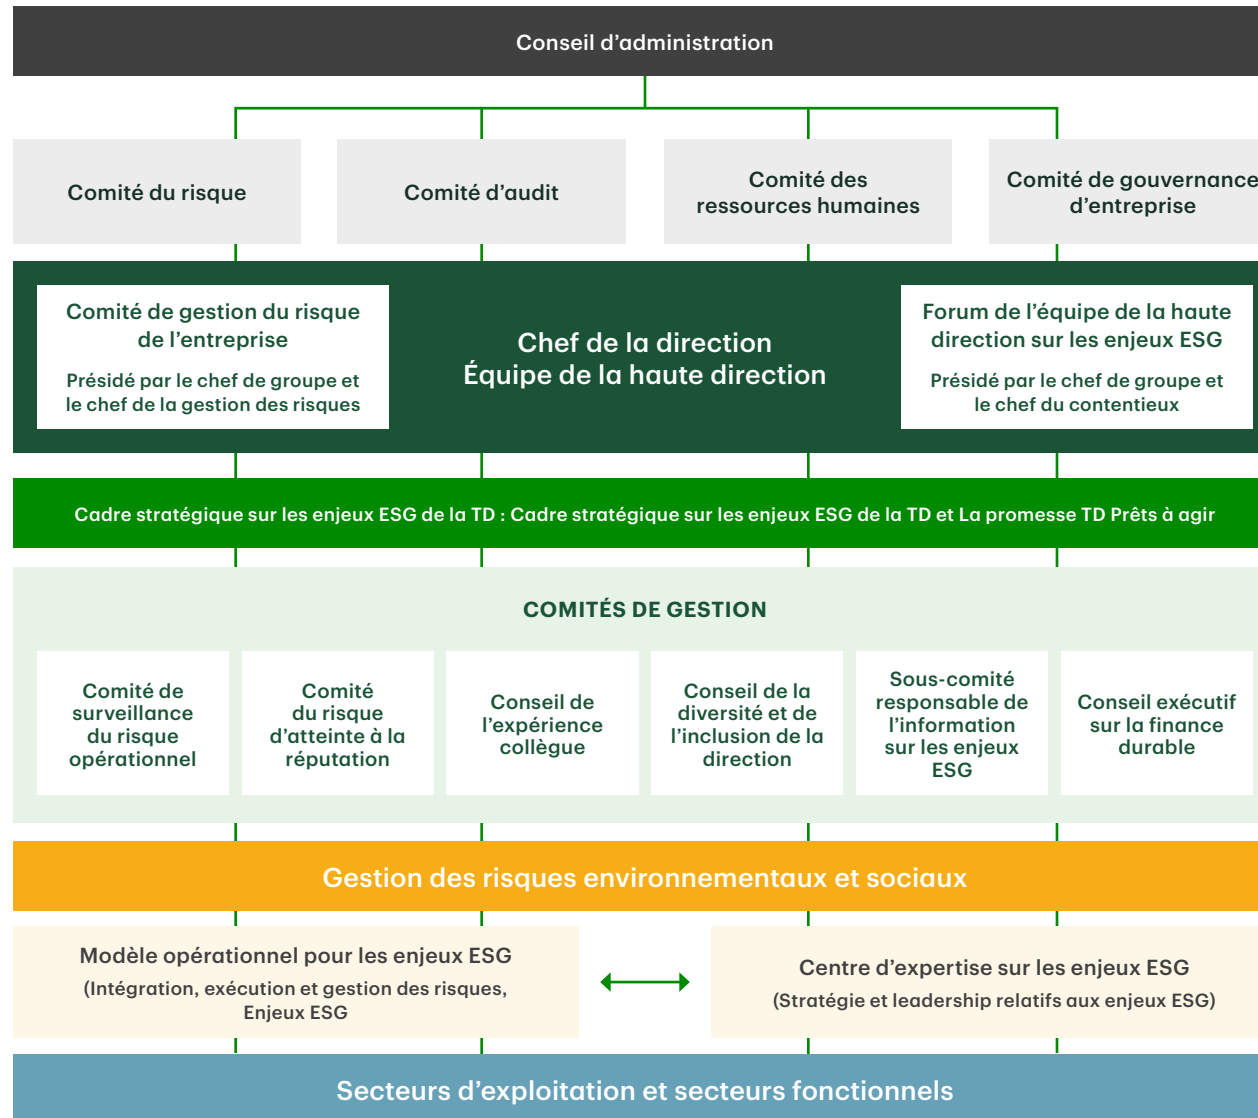 Conseil d'administration
Comité du risque
Comité d'audit
Comité des
ressources humaines
Comité de gouvernance
d'entreprise
Comité de gestion du risque
de l'entreprise
Présidé par le chef de groupe et
le chef de la gestion des risques
Chef de la direction
Équipe de la haute direction
Forum de l'équipe de la haute
direction sur les enjeux ESG
Présidé par le chef de groupe et
le chef du contentieux
Cadre stratégique sur les enjeux ESG de la TD : Cadre stratégique sur les enjeux ESG de la TD et La promesse TD Prêts à agir
COMITÉS DE GESTION
Comité de
surveillance
du risque
opérationnel
Comité
du risque
d'atteinte à la
réputation
Conseil de
l'expérience
collègue
Conseil de la
diversité et de
l'inclusion de la
direction
Sous-comité
responsable de
l'information
sur les enjeux
ESG
Conseil exécutif
sur la finance
durable
Gestion des risques environnementaux et sociaux
Modèle opérationnel pour les enjeux ESG
(Intégration, exécution et gestion des risques,
Enjeux ESG
Centre d'expertise sur les enjeux ESG
(Stratégie et leadership relatifs aux enjeux ESG)
Secteurs d'exploitation et secteurs fonctionnels